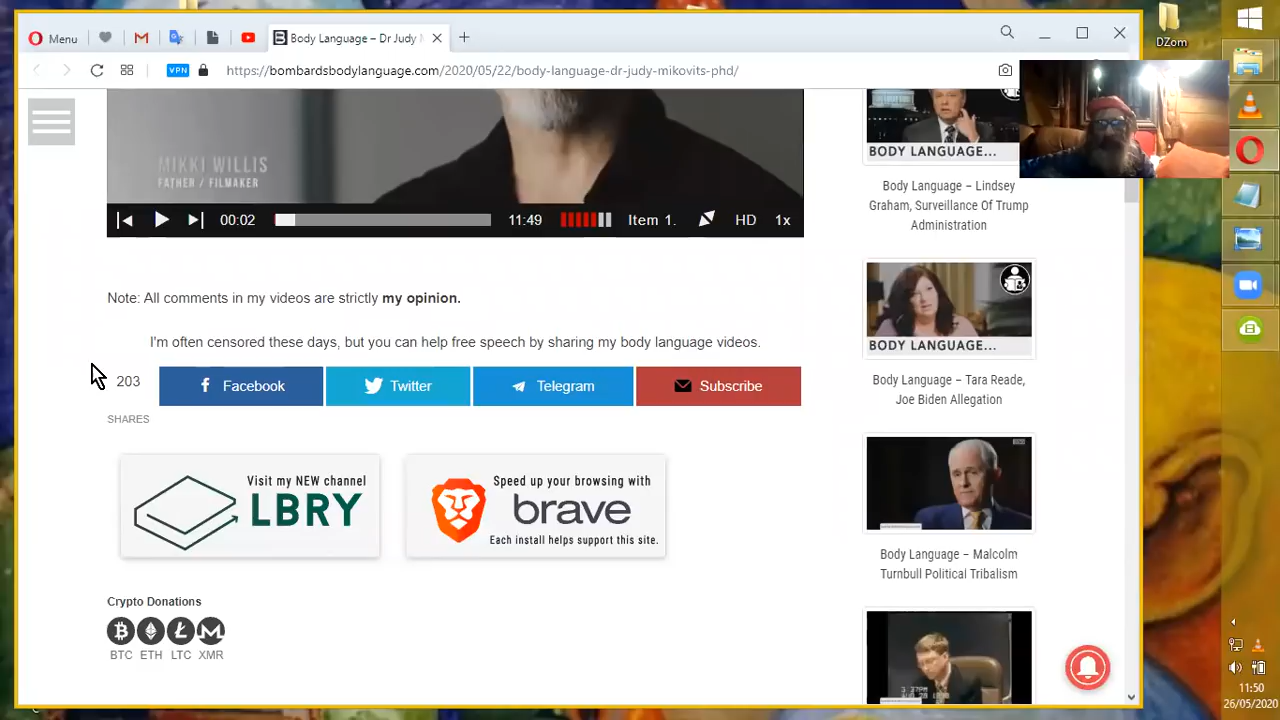 Menu
Body Language – Dr Judy M
DZom
VPN
https://bombardsbodylanguage.com/2020/05/22/body-language-dr-judy-mikovits-phd/
MIKKI WILLIS
FATHER / FILMAKER
00:02
11:49
Item 1.
HD
1x
Note: All comments in my videos are strictly my opinion.
I'm often censored these days, but you can help free speech by sharing my body language videos.
203
SHARES
Facebook
Twitter
Telegram
Subscribe
Visit my NEW channel
LBRY
Speed up your browsing with
brave
Each install helps support this site.
Crypto Donations
BTC
ETH
LTC
XMR
BODY LANGUAGE...
Body Language – Lindsey
Graham, Surveillance Of Trump
Administration
BODY LANGUAGE...
Body Language – Tara Reade,
Joe Biden Allegation
Body Language – Malcolm
Turnbull Political Tribalism
11:50
26/05/2020